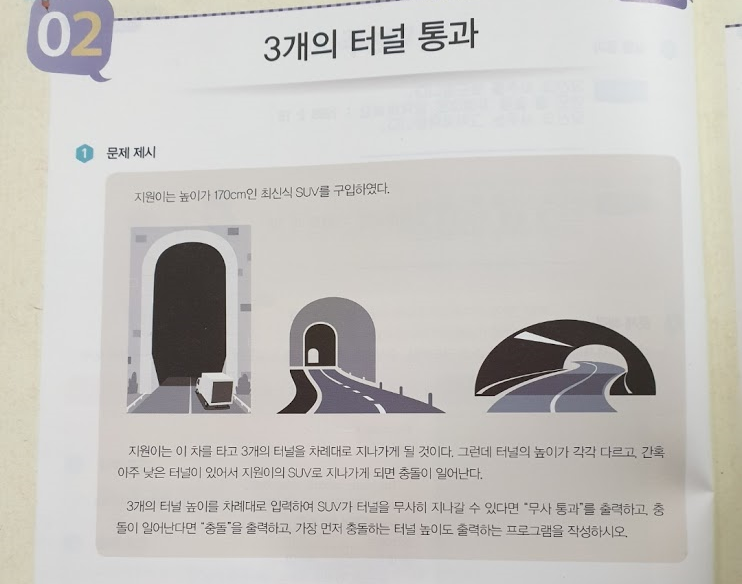 02
3개의 터널 통과
1 문제 제시
지원이는 높이가 170cm인 최신식 SUV를 구입하였다.
지원이는 이 차를 타고 3개의 터널을 차례대로 지나가게 될 것이다. 그런데 터널의 높이가 각각 다르고, 간혹
아주 낮은 터널이 있어서 지원이의 SUV로 지나가게 되면 충돌이 일어난다.
3개의 터널 높이를 차례대로 입력하여 SUV가 터널을 무사히 지나갈 수 있다면 “무사 통과”를 출력하고, 충
돌이 일어난다면 “충돌”을 출력하고, 가장 먼저 충돌하는 터널 높이도 출력하는 프로그램을 작성하시오.